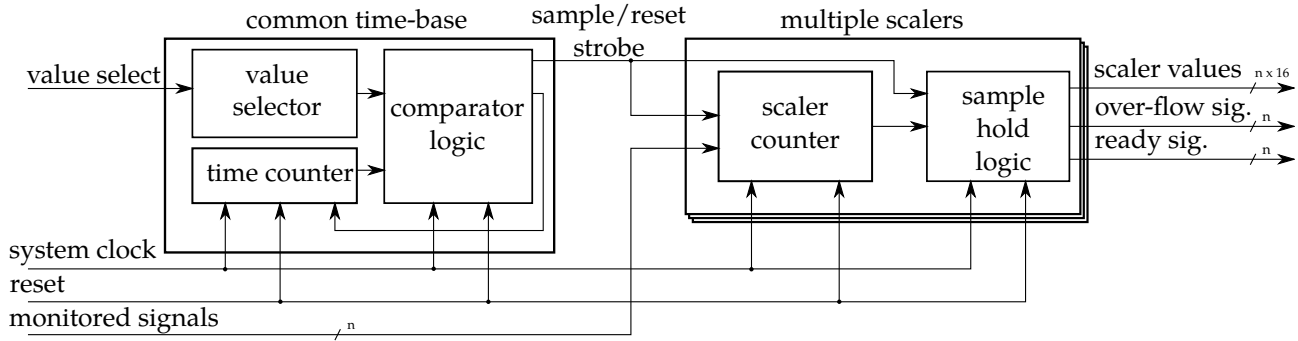 common time-base
sample/reset
strobe
multiple scalers
value select
value
selector
comparator
logic
time counter
scaler
counter
sample
hold
logic
scaler values n x 16
over-flow sig. n
ready sig. n
system clock
reset
monitored signals n